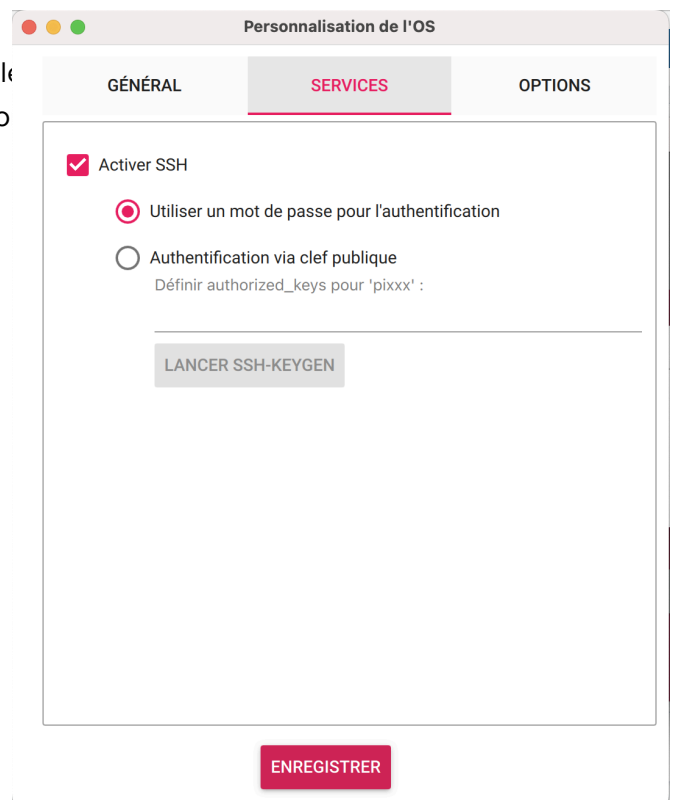 Personnalisation de l'OS
GÉNÉRAL
SERVICES
OPTIONS
Activer SSH
Utiliser un mot de passe pour l'authentification
Authentification via clef publique
Définir authorized_keys pour 'pixxx' :
LANCER SSH-KEYGEN
ENREGISTRER